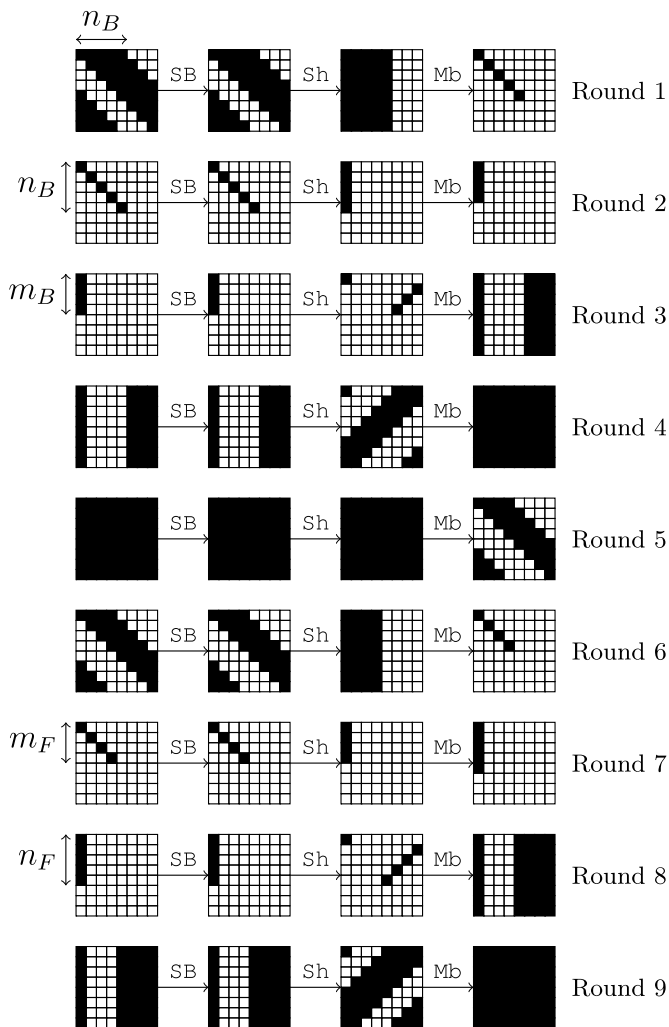 n_B
SB Sh Mb Round 1
n_B SB Sh Mb Round 2
m_B SB Sh Mb Round 3
SB Sh Mb Round 4
SB Sh Mb Round 5
SB Sh Mb Round 6
m_F SB Sh Mb Round 7
n_F SB Sh Mb Round 8
SB Sh Mb Round 9